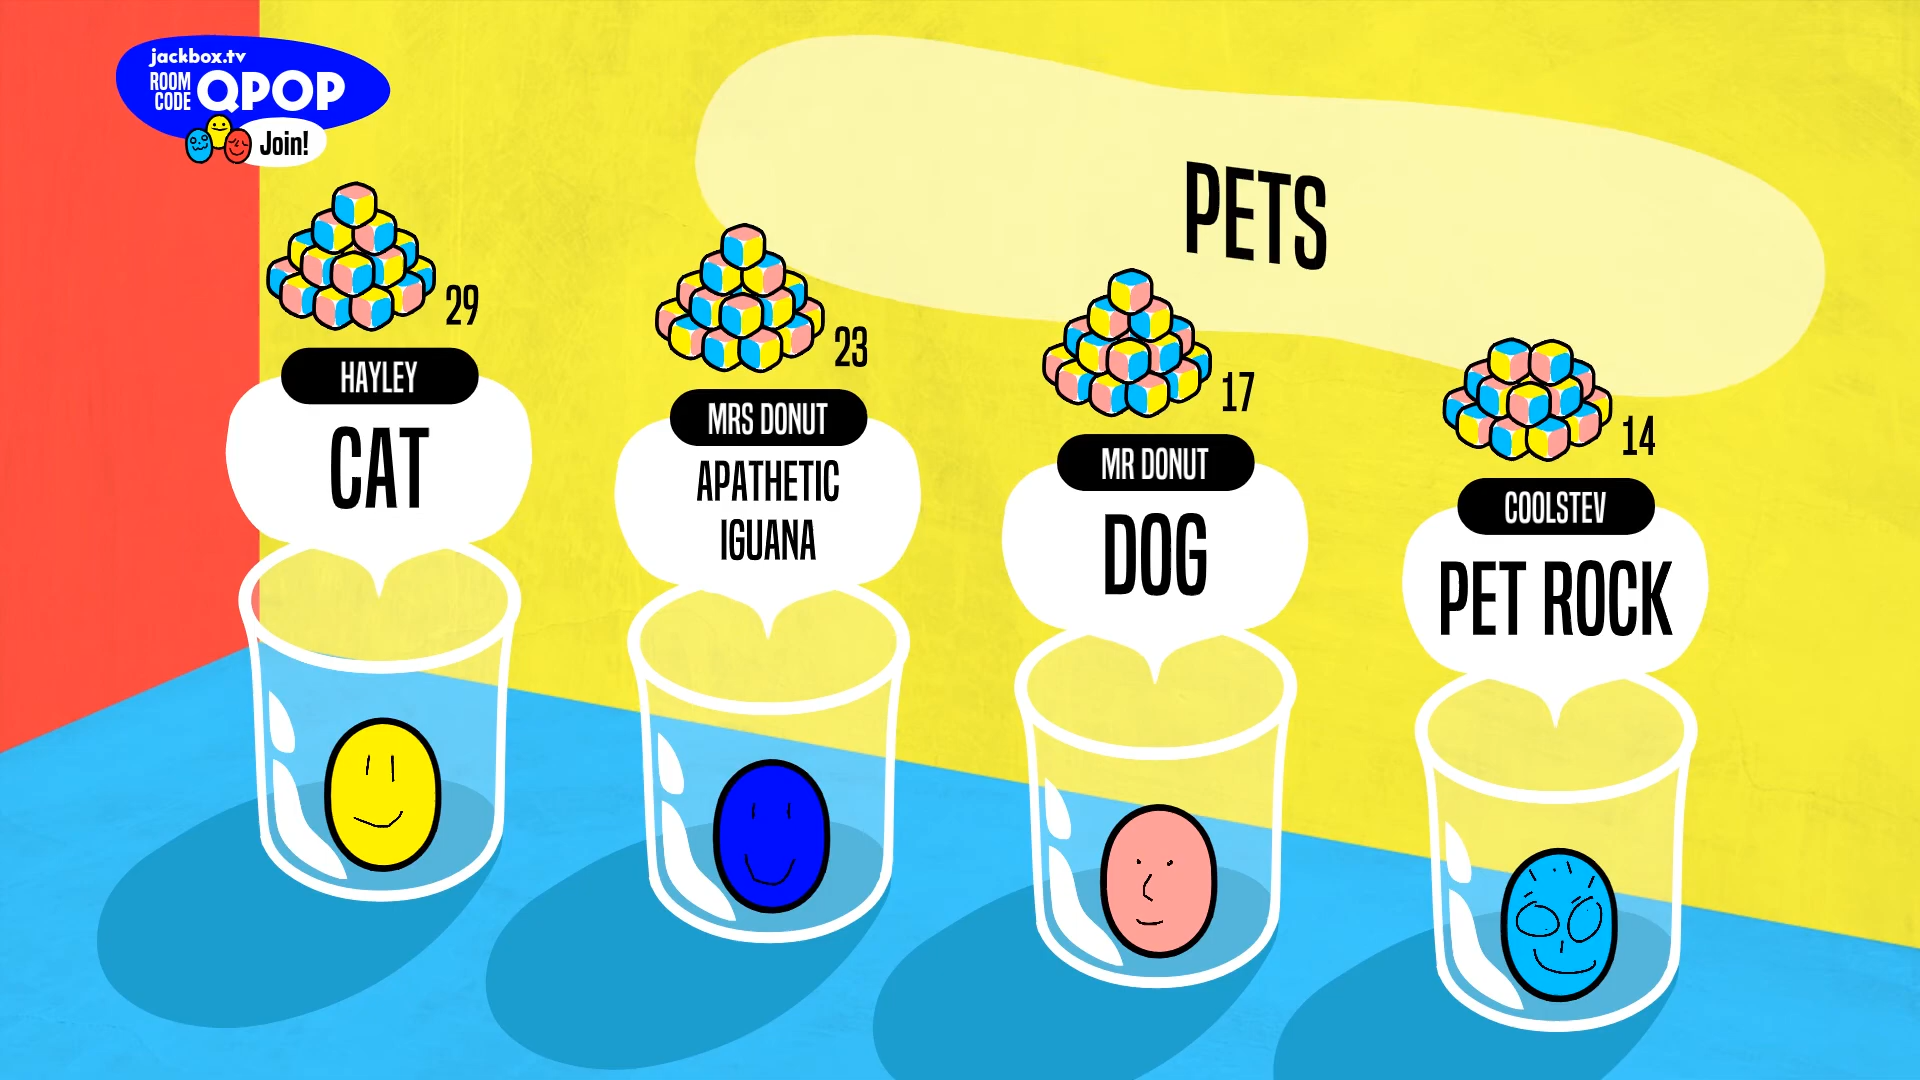 jackbox.tv
ROOM
CODE
QPOP
Join!
PETS
29
HAYLEY
CAT
23
MRS DONUT
APATHETIC
IGUANA
17
MR DONUT
DOG
14
COOLSTEV
PET ROCK